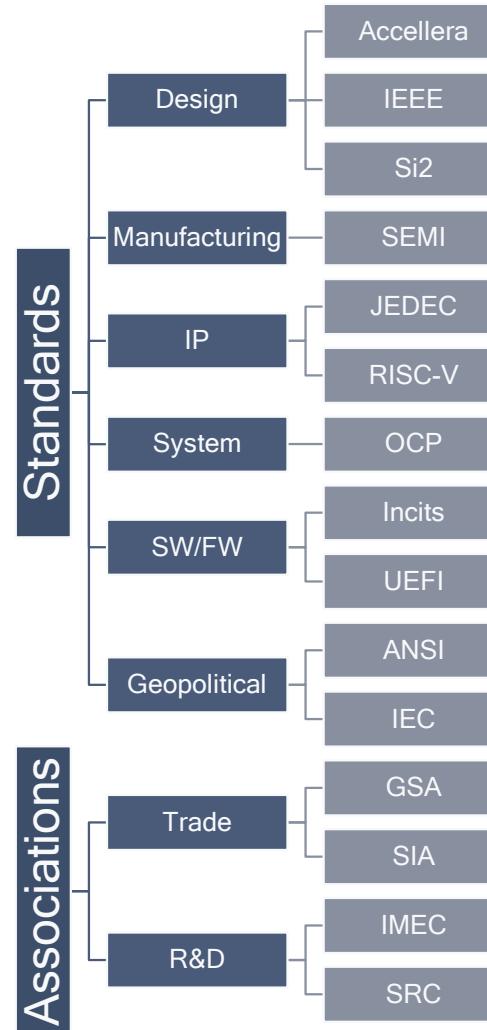 Standards
Design
Accellera
IEEE
Si2
Manufacturing
SEMI
IP
JEDEC
RISC-V
System
OCP
SW/FW
Incits
UEFI
Geopolitical
ANSI
IEC
Associations
Trade
GSA
SIA
R&D
IMEC
SRC